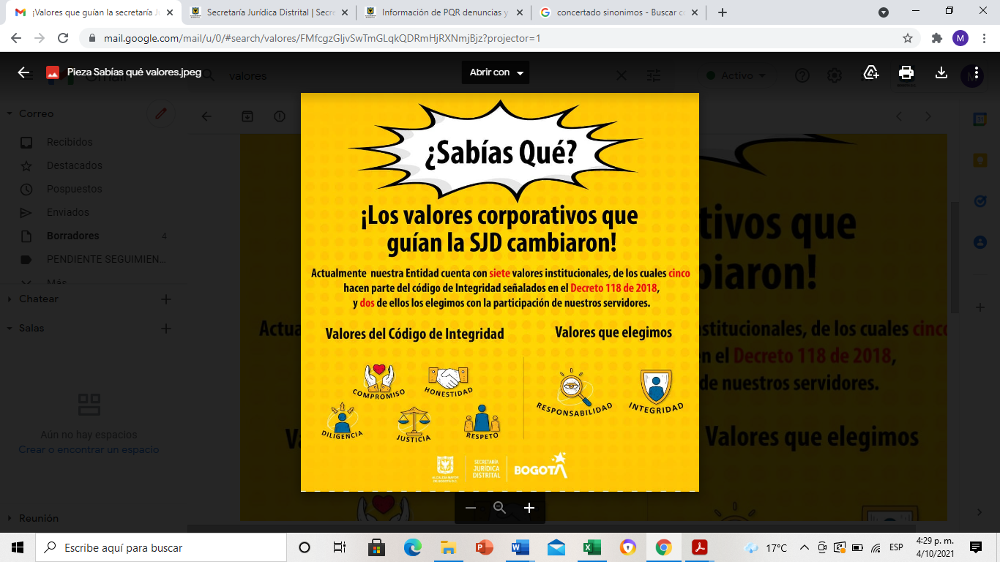 ¡Valores que guían la secretaría J
Secretaría Jurídica Distrital | Secre
Información de PQR denuncias y
concertado sinonimos - Buscar c
mail.google.com/mail/u/0/#search/valores/FMfcgzGljvSwTmGLqkQDRmHjRXNmjBjz?projector=1
M
Pieza Sabías qué valores.jpeg
valores
Abrir con
Activo
Correo
Recibidos
Destacados
Pospuestos
Enviados
Borradores 4
PENDIENTE SEGUIMIEN...
Más
Chatear
Salas
Aún no hay espacios
Crear o encontrar un espacio
Reunión
¿Sabías Qué?
¡Los valores corporativos que
guían la SJD cambiaron!
Actualmente nuestra Entidad cuenta con siete valores institucionales, de los cuales cinco
hacen parte del código de Integridad señalados en el Decreto 118 de 2018,
y dos de ellos los elegimos con la participación de nuestros servidores.
Valores del Código de Integridad
Valores que elegimos
COMPROMISO
HONESTIDAD
DILIGENCIA
JUSTICIA
RESPETO
RESPONSABILIDAD
INTEGRIDAD
ALCALDÍA MAYOR
DE BOGOTÁ D.C.
SECRETARÍA
JURÍDICA
DISTRITAL
BOGOTÁ
tivos que
biaron!
Actua
stitucionales, de los cuales cinc
n el Decreto 118 de 2018,
de nuestros servidores.
Va
Valores que elegimos
Escribe aquí para buscar
17°C
ESP
4:29 p. m.
4/10/2021